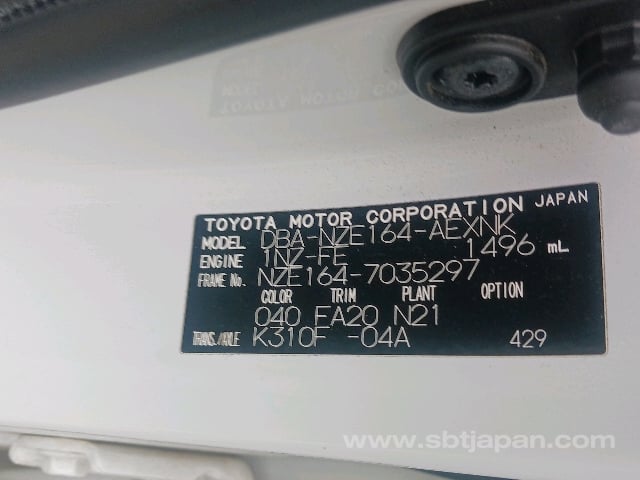 TOYOTA MOTOR CORPORATION JAPAN
MODEL DBA-NZE164-AEXNK
ENGINE 1NZ-FE 1496 mL
FRAME No. NZE164-7035297
COLOR TRIM PLANT OPTION
040 FA20 N21
TRANS./AXLE K310F -04A 429
www.sbtjapan.com